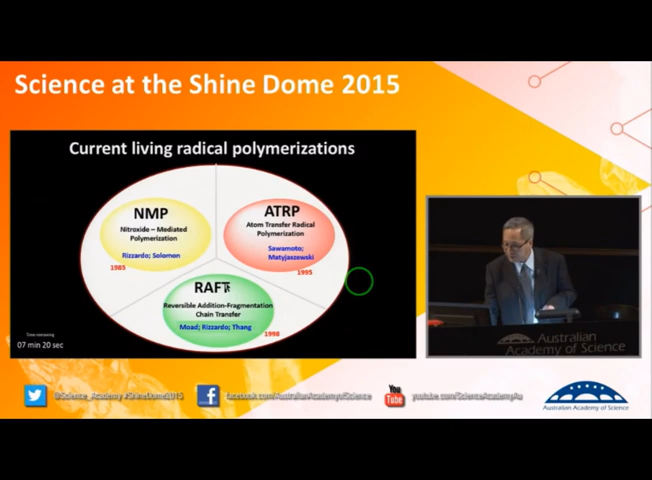 Science at the Shine Dome 2015
Current living radical polymerizations
NMP
Nitroxide – Mediated
Polymerization
Rizzardo; Solomon
1985
ATRP
Atom Transfer Radical
Polymerization
Sawamoto;
Matyjaszewski
1995
RAFT
Reversible Addition-Fragmentation
Chain Transfer
Moad; Rizzardo; Thang
1998
Time remaining
07 min 20 sec
Australian
Academy of Science
@Science_Academy #ShineDome2015
facebook.com/AustralianAcademyofScience
You
Tube
youtube.com/ScienceAcademyAu
Australian Academy of Science